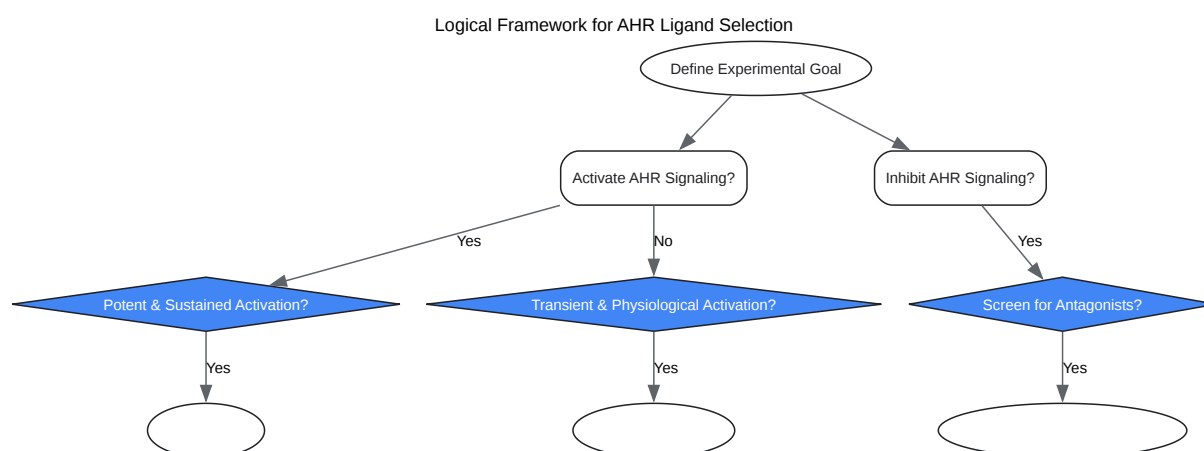 Logical Framework for AHR Ligand Selection
Define Experimental Goal
Activate AHR Signaling?
Inhibit AHR Signaling?
Yes
No
Yes
Potent & Sustained Activation?
Transient & Physiological Activation?
Screen for Antagonists?
Yes
Yes
Yes